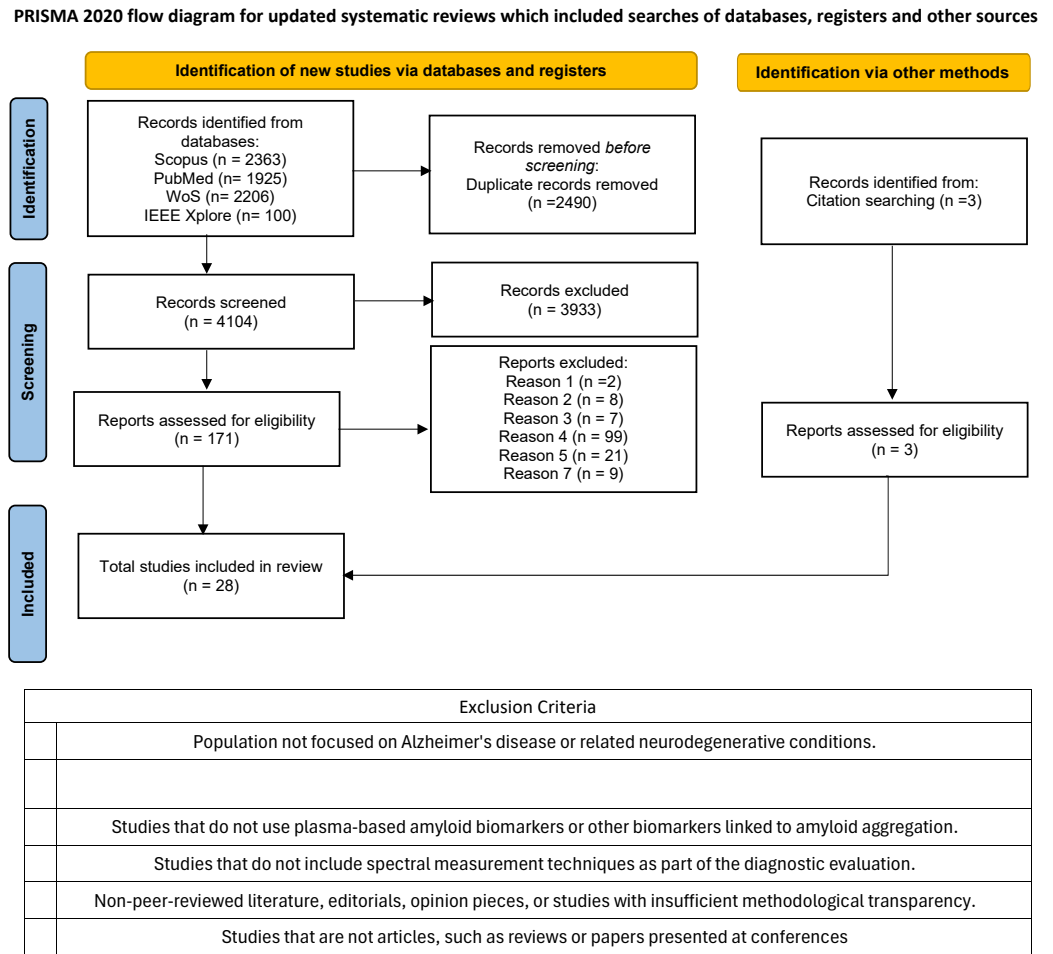 PRISMA 2020 flow diagram for updated systematic reviews which included searches of databases, registers and other sources
Identification of new studies via databases and registers
Identification via other methods
Identification
Records identified from
databases:
Scopus (n = 2363)
PubMed (n = 1925)
WoS (n= 2206)
IEEE Xplore (n= 100)
Records removed before
screening:
Duplicate records removed
(n =2490)
Records identified from:
Citation searching (n =3)
Screening
Records screened
(n = 4104)
Records excluded
(n = 3933)
Reports assessed for eligibility
(n = 171)
Reports excluded:
Reason 1 (n =2)
Reason 2 (n = 8)
Reason 3 (n = 7)
Reason 4 (n = 99)
Reason 5 (n = 21)
Reason 7 (n = 9)
Reports assessed for eligibility
(n = 3)
Included
Total studies included in review
(n = 28)
Exclusion Criteria
Population not focused on Alzheimer's disease or related neurodegenerative conditions.
Studies that do not use plasma-based amyloid biomarkers or other biomarkers linked to amyloid aggregation.
Studies that do not include spectral measurement techniques as part of the diagnostic evaluation.
Non-peer-reviewed literature, editorials, opinion pieces, or studies with insufficient methodological transparency.
Studies that are not articles, such as reviews or papers presented at conferences